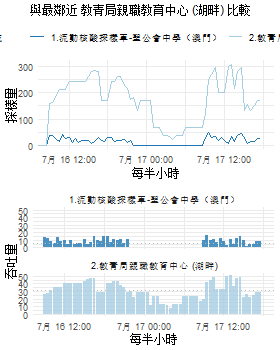 與最鄰近 教青局親職教育中心 (湖畔) 比較
1.流動核酸採樣車-聖公會中學（澳門） 2.教青局
採樣量
300
200
100
0
7月 16 12:00 7月 17 00:00 7月 17 12:00
每半小時
吞吐量
1.流動核酸採樣車-聖公會中學（澳門）
50
40
30
20
10
0
2.教青局親職教育中心 (湖畔)
50
40
30
20
10
0
7月 16 12:00 7月 17 00:00 7月 17 12:00
每半小時